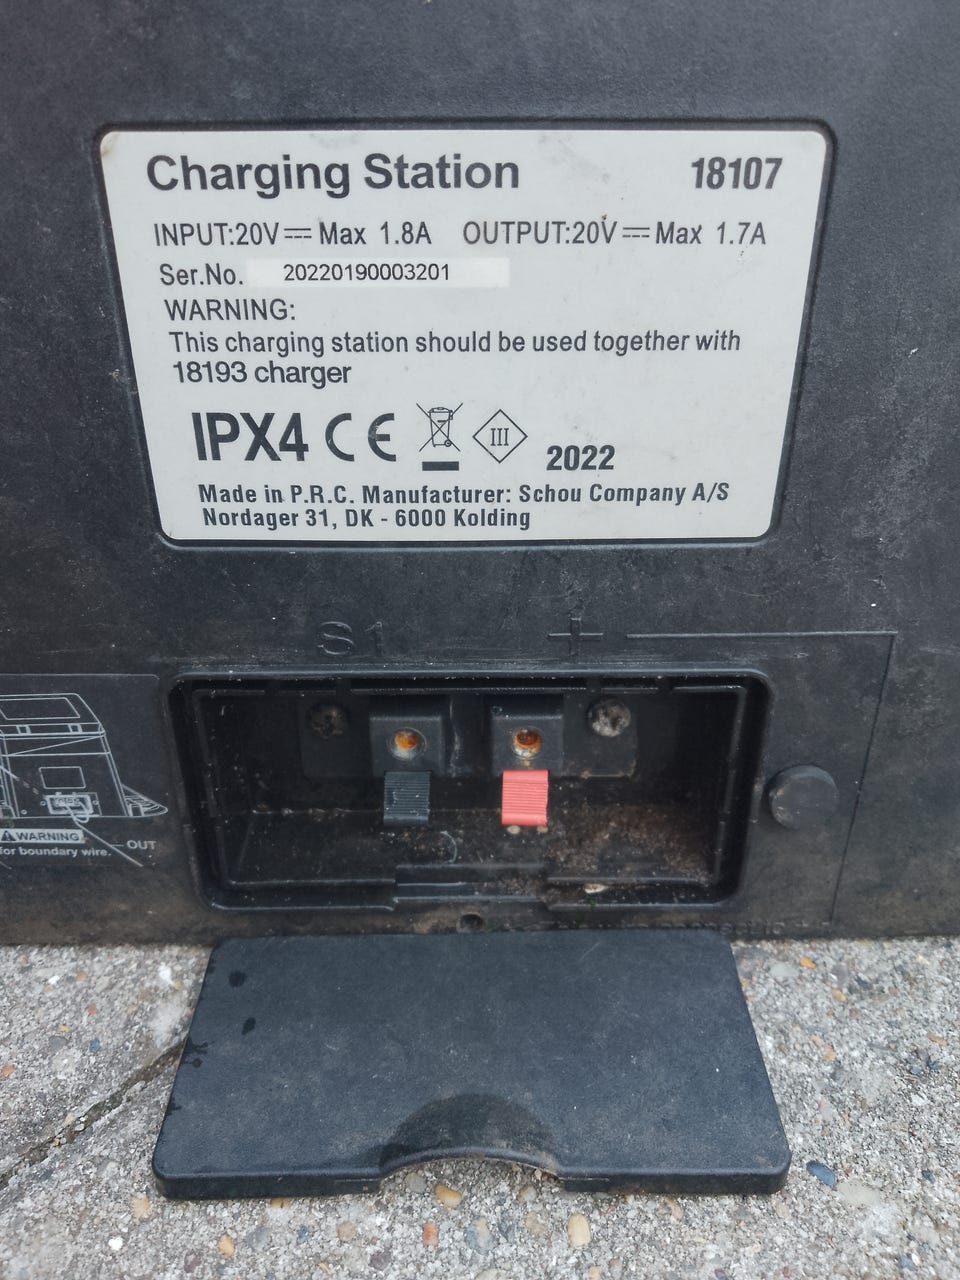 Charging Station 18107
INPUT:20V⎓Max 1.8A OUTPUT:20V⎓Max 1.7A
Ser.No. 20220190003201
WARNING:
This charging station should be used together with
18193 charger
IPX4 CE III 2022
Made in P.R.C. Manufacturer: Schou Company A/S
Nordager 31, DK - 6000 Kolding
S1 +
WARNING
for boundary wire.
OUT